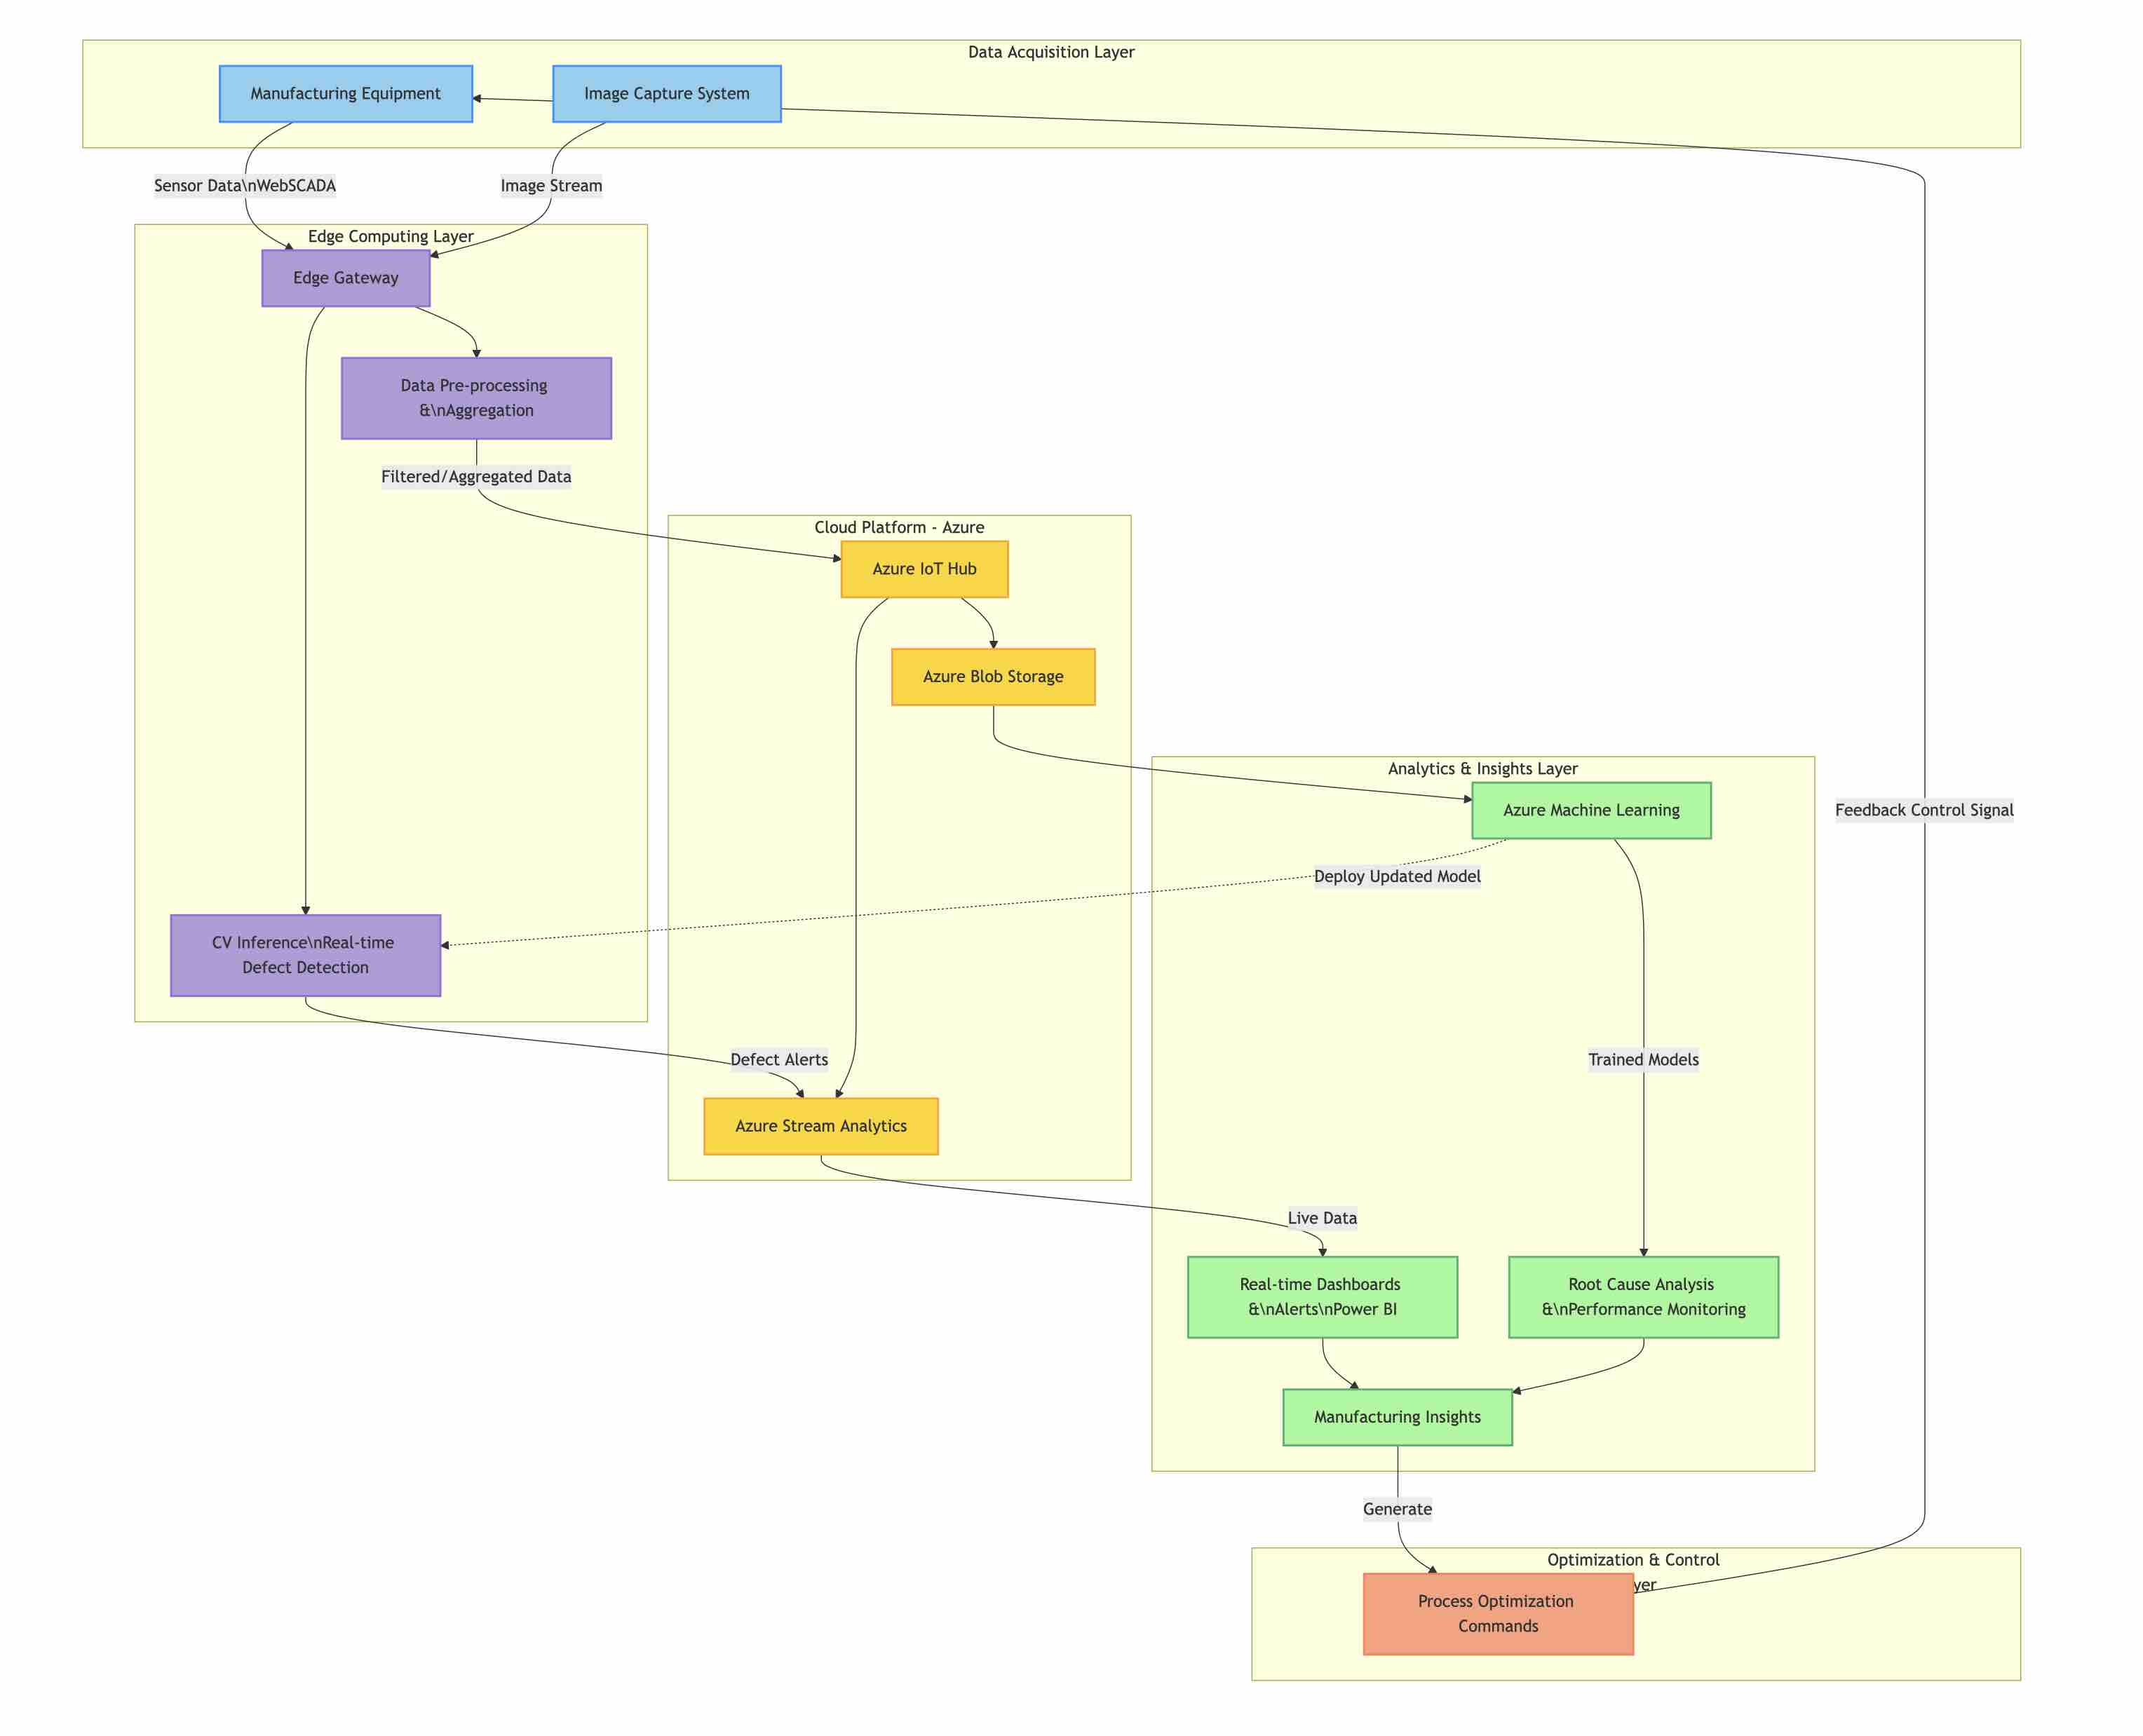 Data Acquisition Layer
Manufacturing Equipment
Image Capture System
Sensor Data\nWebSCADA
Image Stream
Edge Computing Layer
Edge Gateway
Data Pre-processing
&\nAggregation
Filtered/Aggregated Data
Cloud Platform - Azure
Azure IoT Hub
Azure Blob Storage
Analytics & Insights Layer
Azure Machine Learning
Feedback Control Signal
Deploy Updated Model
CV Inference\nReal-time
Defect Detection
Defect Alerts
Trained Models
Azure Stream Analytics
Live Data
Real-time Dashboards
&\nAlerts\nPower BI
Root Cause Analysis
&\nPerformance Monitoring
Manufacturing Insights
Generate
Optimization & Control
Process Optimization
Commands